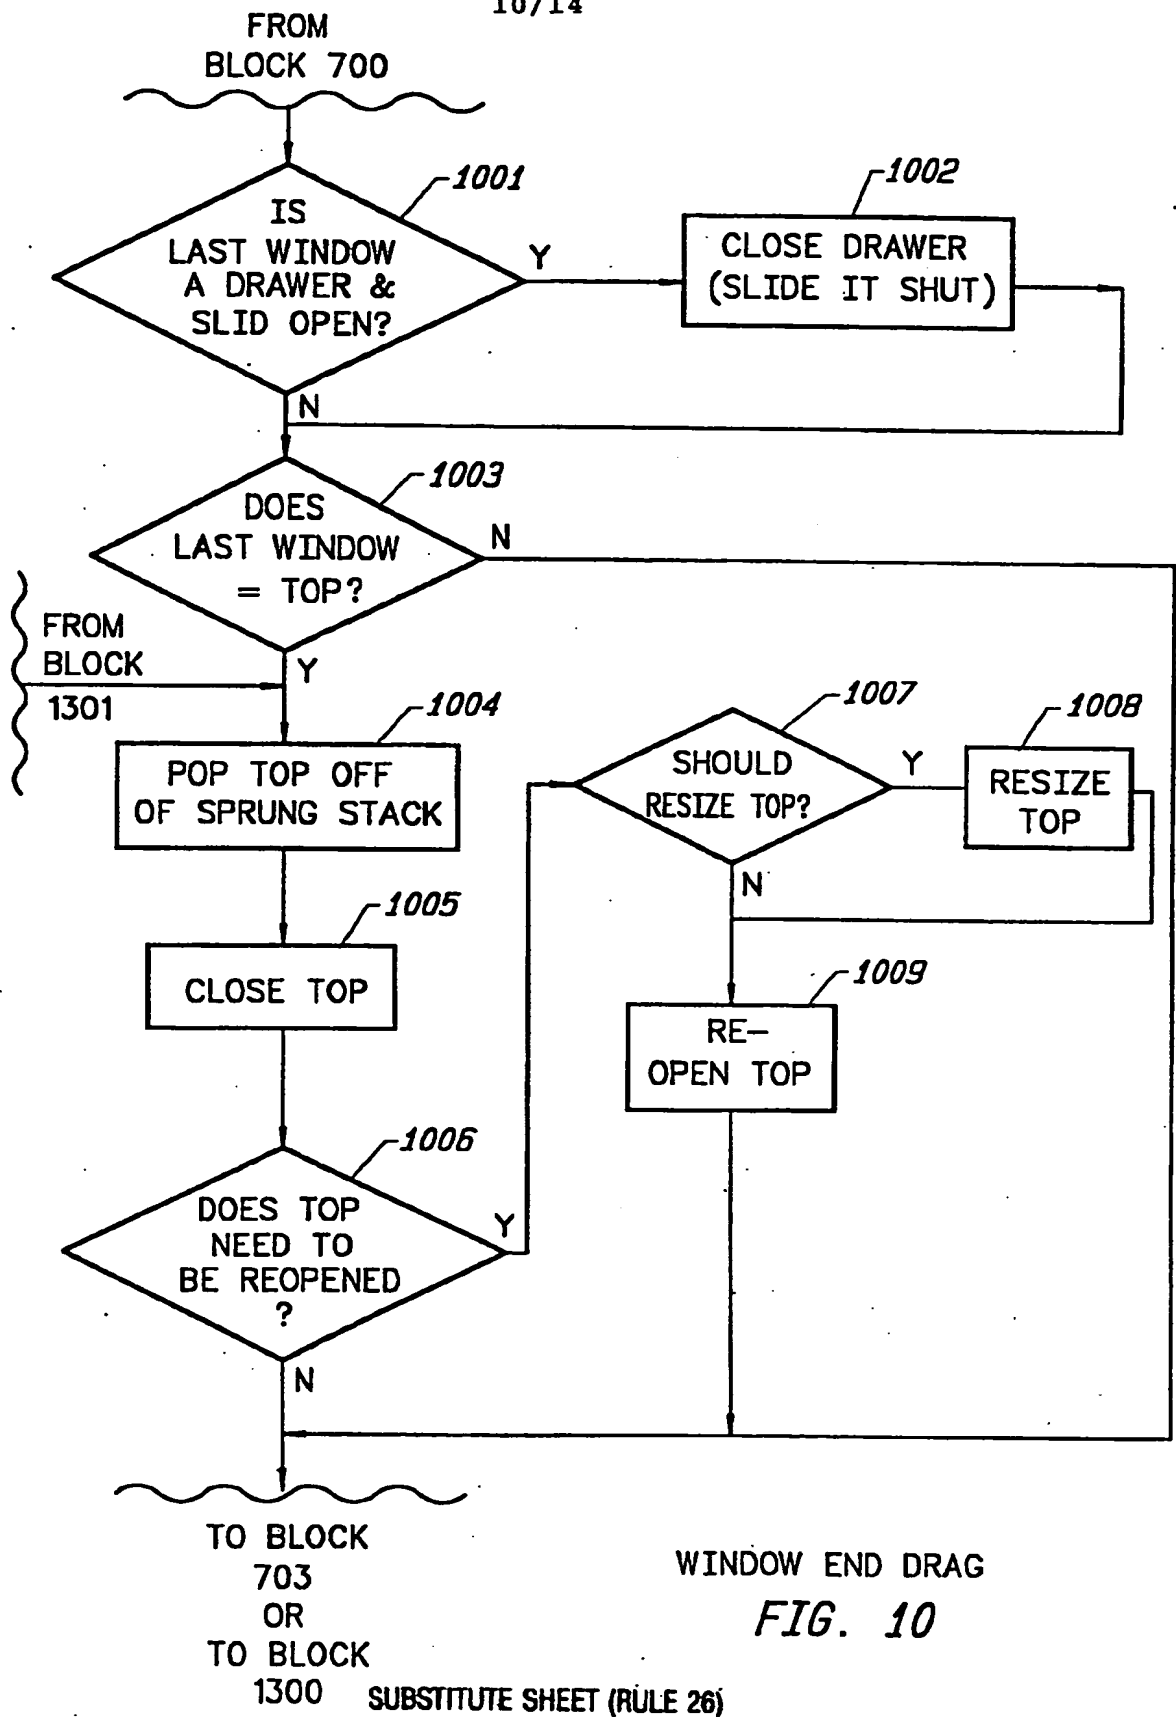 10/14
FROM
BLOCK 700
1001
IS
LAST WINDOW
A DRAWER &
SLID OPEN?
Y
1002
CLOSE DRAWER
(SLIDE IT SHUT)
N
1003
DOES
LAST WINDOW
= TOP?
N
FROM
BLOCK
1301
Y
1004
POP TOP OFF
OF SPRUNG STACK
1005
CLOSE TOP
1006
DOES TOP
NEED TO
BE REOPENED
?
Y
N
1007
SHOULD
RESIZE TOP?
Y
1008
RESIZE
TOP
N
1009
RE-
OPEN TOP
TO BLOCK
703
OR
TO BLOCK
1300
WINDOW END DRAG
FIG. 10
SUBSTITUTE SHEET (RULE 26)